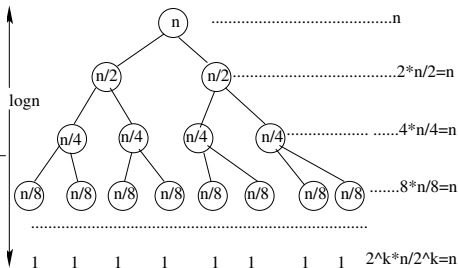 n ..........................................n
n/2 n/2 ......................................2*n/2=n
logn
n/4 n/4 n/4 n/4 ................... ......4*n/4=n
n/8 n/8 n/8 n/8 n/8 n/8 n/8 n/8 .......8*n/8=n
...............................................................................
1 1 1 1 1 1 1 1 2^k*n/2^k=n